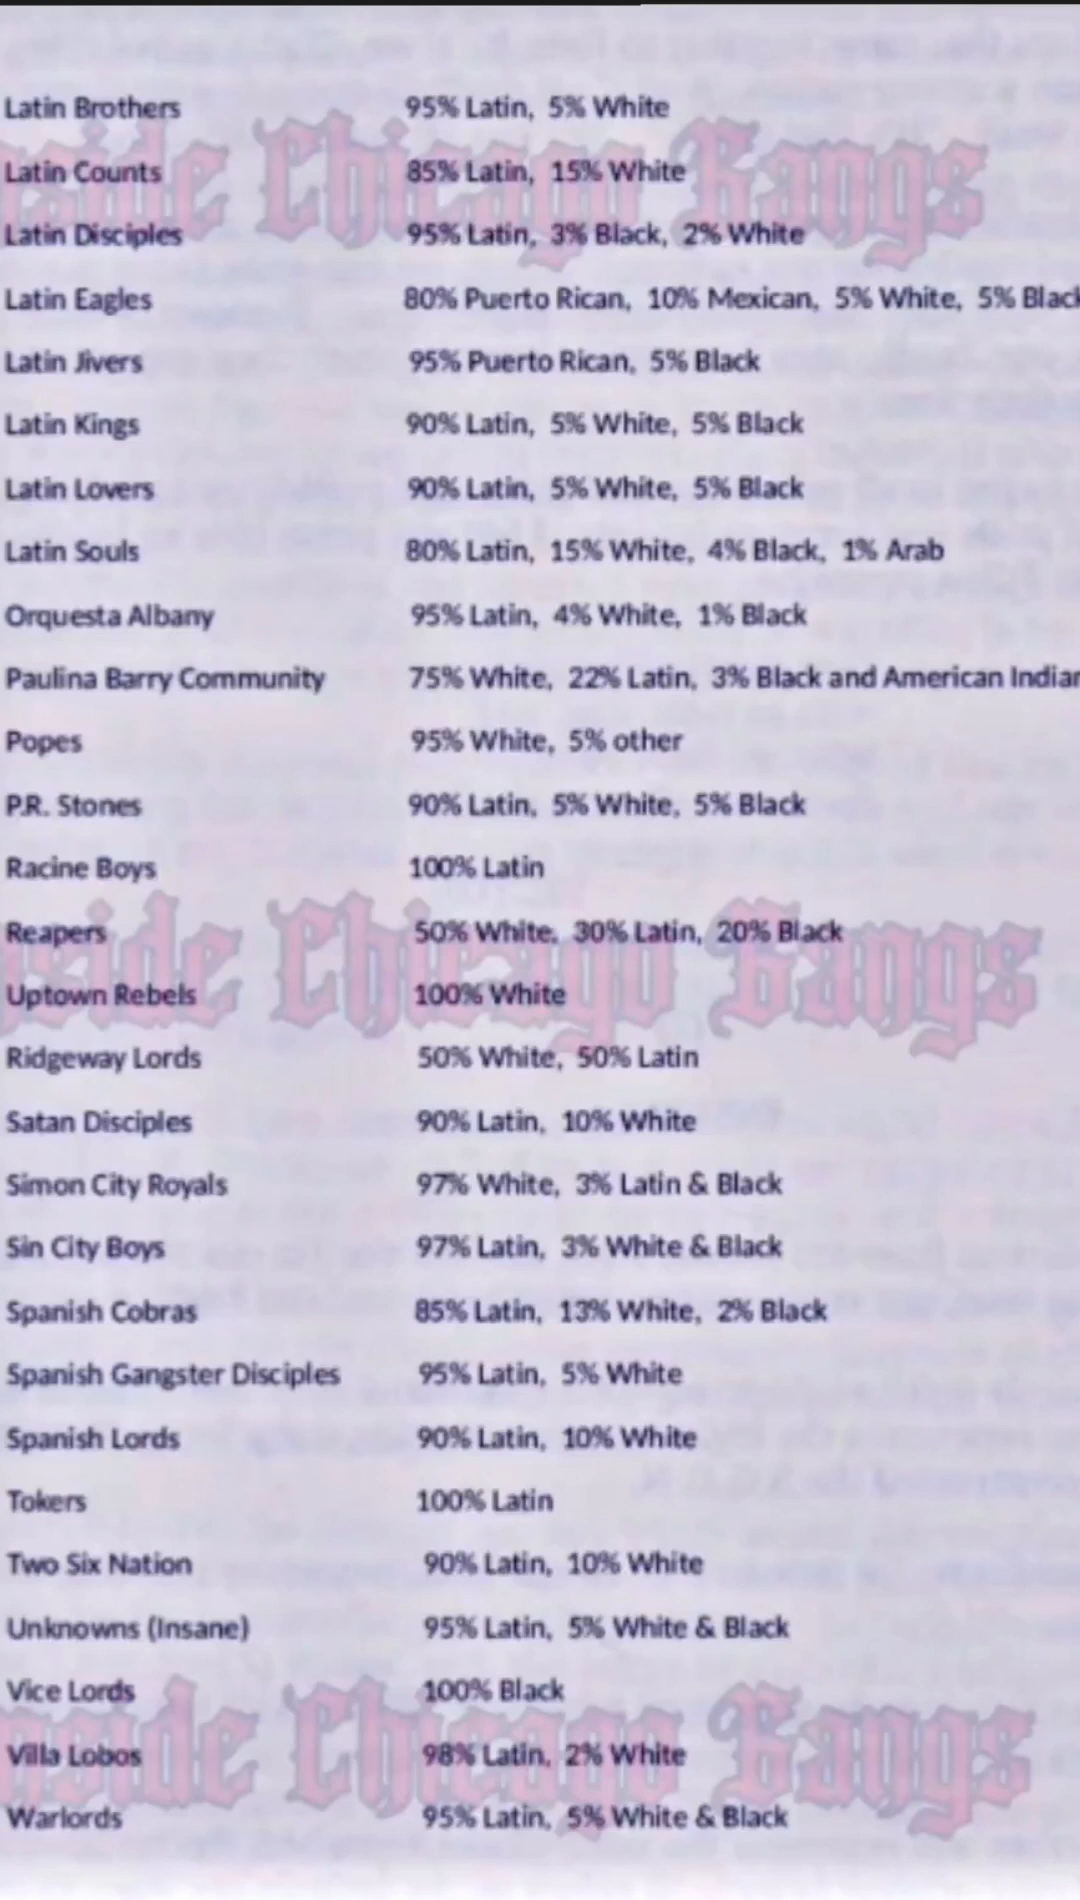 Latin Brothers 95% Latin, 5% White
Latin Counts 85% Latin, 15% White
Latin Disciples 95% Latin, 3% Black, 2% White
Latin Eagles 80% Puerto Rican, 10% Mexican, 5% White, 5% Black
Latin Jivers 95% Puerto Rican, 5% Black
Latin Kings 90% Latin, 5% White, 5% Black
Latin Lovers 90% Latin, 5% White, 5% Black
Latin Souls 80% Latin, 15% White, 4% Black, 1% Arab
Orquesta Albany 95% Latin, 4% White, 1% Black
Paulina Barry Community 75% White, 22% Latin, 3% Black and American Indian
Popes 95% White, 5% other
P.R. Stones 90% Latin, 5% White, 5% Black
Racine Boys 100% Latin
Reapers 50% White, 30% Latin, 20% Black
Uptown Rebels 100% White
Ridgeway Lords 50% White, 50% Latin
Satan Disciples 90% Latin, 10% White
Simon City Royals 97% White, 3% Latin & Black
Sin City Boys 97% Latin, 3% White & Black
Spanish Cobras 85% Latin, 13% White, 2% Black
Spanish Gangster Disciples 95% Latin, 5% White
Spanish Lords 90% Latin, 10% White
Tokers 100% Latin
Two Six Nation 90% Latin, 10% White
Unknowns (Insane) 95% Latin, 5% White & Black
Vice Lords 100% Black
Villa Lobos 98% Latin, 2% White
Warlords 95% Latin, 5% White & Black
Chicago Gangs
Chicago Gangs
Chicago Gangs